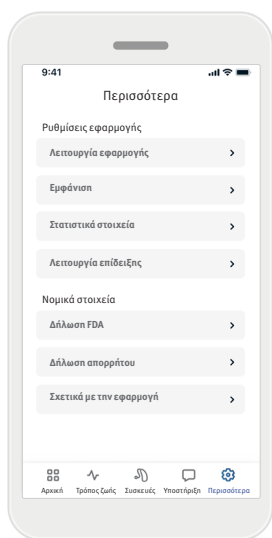 9:41
Περισσότερα
Ρυθμίσεις εφαρμογής
Λειτουργία εφαρμογής
Εμφάνιση
Στατιστικά στοιχεία
Λειτουργία επίδειξης
Νομικά στοιχεία
Δήλωση FDA
Δήλωση απορρήτου
Σχετικά με την εφαρμογή
Αρχική Τρόπος ζωής Συσκευές Υποστήριξη Περισσότερα